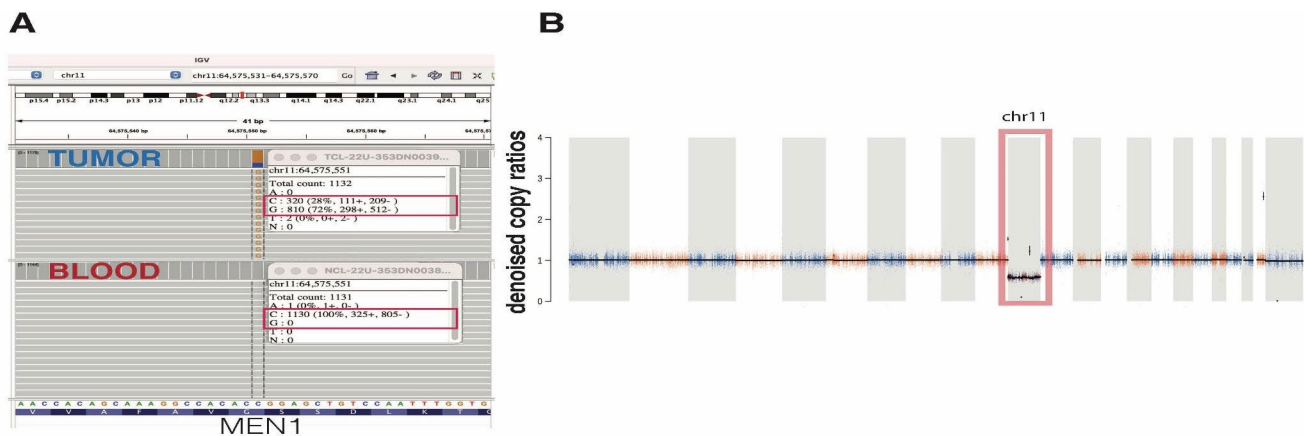 A
B
IGV
chr11 chr11:64,575,531-64,575,570 Go
p15.4 p15.2 p14.3 p13 p12 p11.12 q12.2 q13.3 q14.1 q14.3 q22.1 q23.1 q24.1 q25
41 bp
64,575,540 bp 64,575,550 bp 64,575,560 bp
TUMOR
TCL-22U-353DN0039...
chr11:64,575,551
Total count: 1132
A : 0
C : 320 (28%, 111+, 209- )
G : 810 (72%, 298+, 512- )
T : 2 (0%, 0+, 2- )
N : 0
BLOOD
NCL-22U-353DN0038...
chr11:64,575,551
Total count: 1131
A : 1 (0%, 1+, 0- )
C : 1130 (100%, 325+, 805- )
G : 0
T : 0
N : 0
A A C C A C A G C A A A G G C C A C A C C G G A G C T G T C C A A T T T G G T G
V V A F A V G S S D L K T
MEN1
chr11
denoised copy ratios
4
3
2
1
0